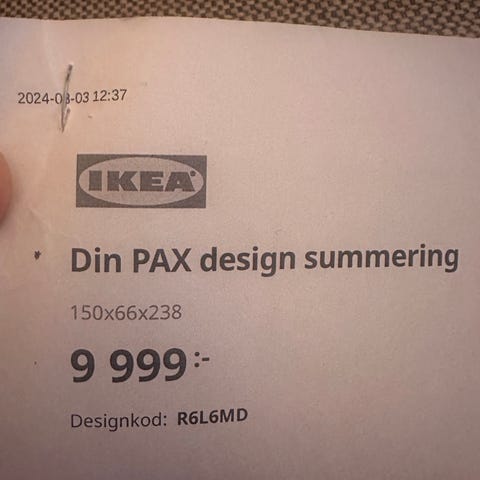 12:37
IKEA
Din PAX design summering
150x66x238
9 999:-
Designkod: R6L6MD